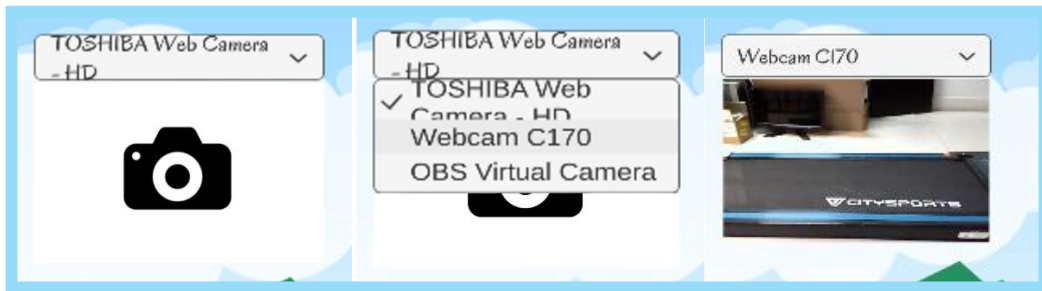 TOSHIBA Web Camera
- HD
TOSHIBA Web Camera
- HD
TOSHIBA Web
Camera - HD
Webcam C170
OBS Virtual Camera
Webcam C170
CITYSPORTS